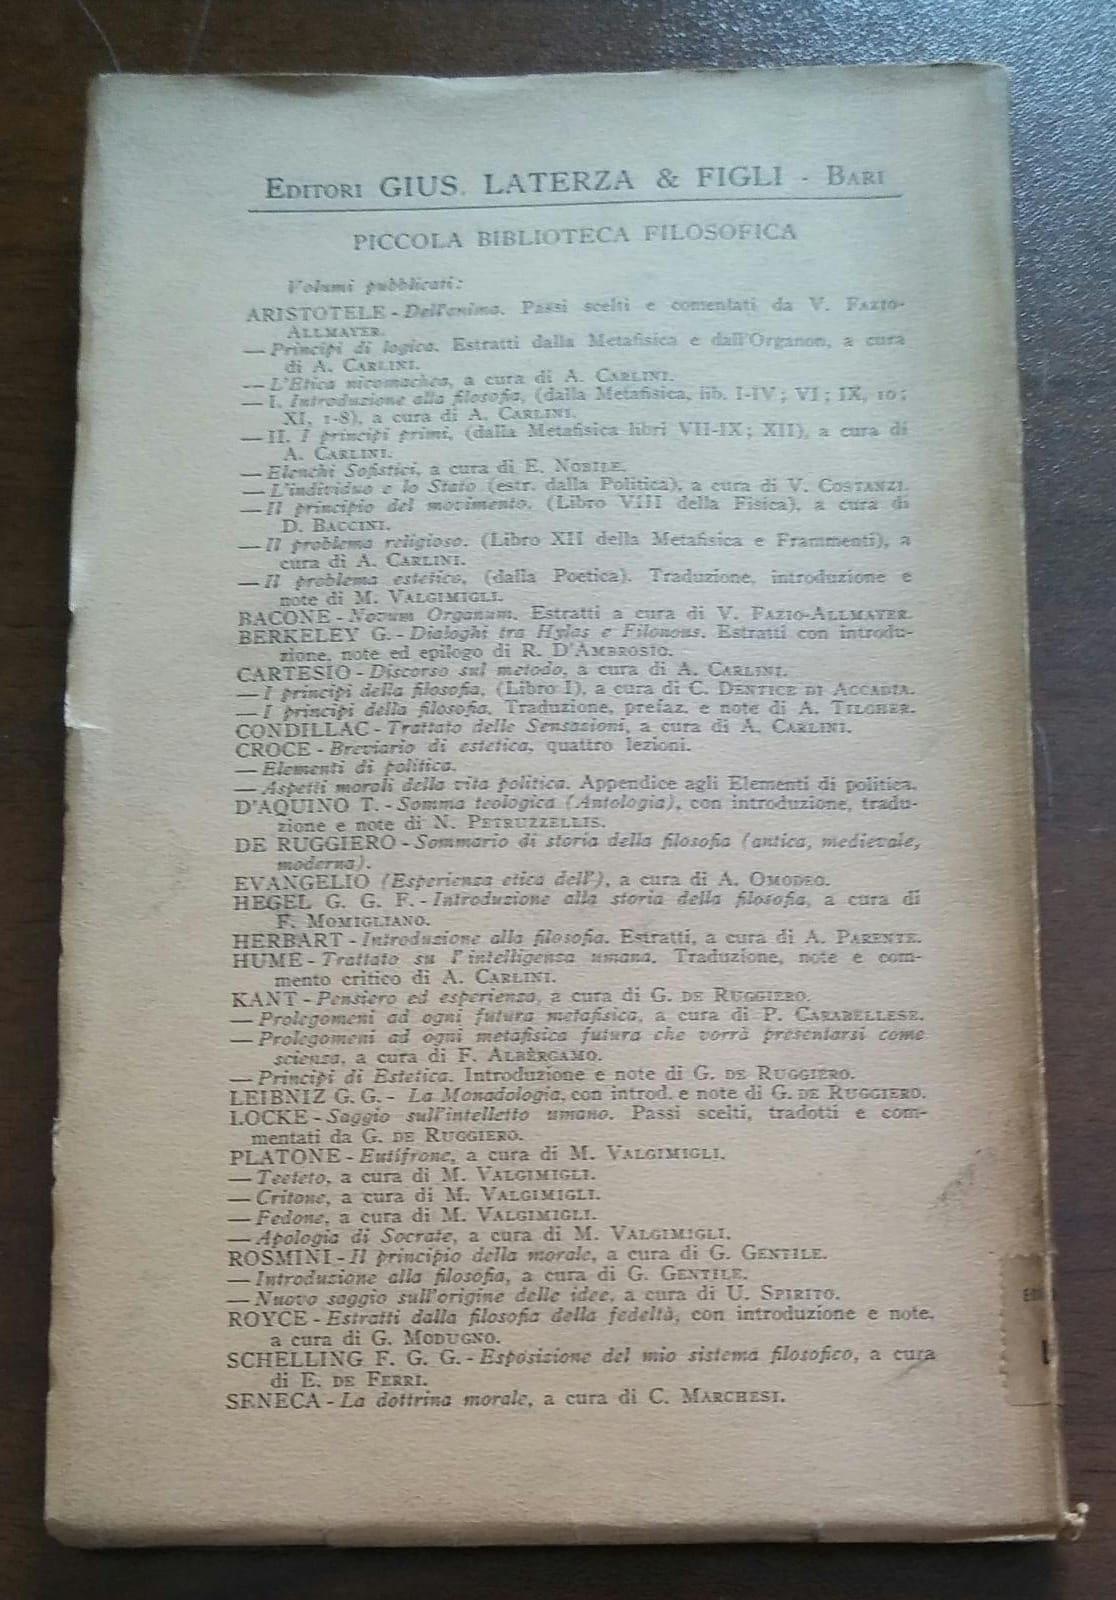 EDITORI GIUS. LATERZA & FIGLI - BARI
PICCOLA BIBLIOTECA FILOSOFICA
Volumi pubblicati:
ARISTOTELE - Dell'anima. Passi scelti e comentati da V. FAZIO-
ALLMAYER.
— Principî di logica. Estratti dalla Metafisica e dall'Organon, a cura
di A. CARLINI.
— L'Etica nicomachea, a cura di A. CARLINI.
— I. Introduzione alla filosofia, (dalla Metafisica, lib. I-IV; VI; IX, 10;
XI, 1-8), a cura di A. CARLINI.
— II. I principî primi, (dalla Metafisica libri VII-IX; XII), a cura di
A. CARLINI.
— Elenchi Sofistici, a cura di E. NOBILE.
— L'individuo e lo Stato (estr. dalla Politica), a cura di V. COSTANZI.
— Il principio del movimento. (Libro VIII della Fisica), a cura di
D. BACCINI.
— Il problema religioso. (Libro XII della Metafisica e Frammenti), a
cura di A. CARLINI.
— Il problema estetico, (dalla Poetica). Traduzione, introduzione e
note di M. VALGIMIGLI.
BACONE - Novum Organum. Estratti a cura di V. FAZIO-ALLMAYER.
BERKELEY G. - Dialoghi tra Hylas e Filonous. Estratti con introdu-
zione, note ed epilogo di R. D'AMBROSIO.
CARTESIO - Discorso sul metodo, a cura di A. CARLINI.
— I principî della filosofia, (Libro I), a cura di C. DENTICE DI ACCADIA.
— I principî della filosofia. Traduzione, prefaz. e note di A. TILGHER.
CONDILLAC - Trattato delle Sensazioni, a cura di A. CARLINI.
CROCE - Breviario di estetica, quattro lezioni.
— Elementi di politica.
— Aspetti morali della vita politica. Appendice agli Elementi di politica.
D'AQUINO T. - Somma teologica (Antologia), con introduzione, tradu-
zione e note di N. PETRUZZELLIS.
DE RUGGIERO - Sommario di storia della filosofia (antica, medievale,
moderna).
EVANGELIO (Esperienza etica dell'), a cura di A. OMODEO.
HEGEL G. G. F. - Introduzione alla storia della filosofia, a cura di
F. MOMIGLIANO.
HERBART - Introduzione alla filosofia. Estratti, a cura di A. PARENTE.
HUME - Trattato su l'intelligenza umana. Traduzione, note e com-
mento critico di A. CARLINI.
KANT - Pensiero ed esperienza, a cura di G. DE RUGGIERO.
— Prolegomeni ad ogni futura metafisica, a cura di P. CARABELLESE.
— Prolegomeni ad ogni metafisica futura che vorrà presentarsi come
scienza, a cura di F. ALBÈRGAMO.
— Principî di Estetica. Introduzione e note di G. DE RUGGIERO.
LEIBNIZ G. G. - La Monadologia, con introd. e note di G. DE RUGGIERO.
LOCKE - Saggio sull'intelletto umano. Passi scelti, tradotti e com-
mentati da G. DE RUGGIERO.
PLATONE - Eutifrone, a cura di M. VALGIMIGLI.
— Teeteto, a cura di M. VALGIMIGLI.
— Critone, a cura di M. VALGIMIGLI.
— Fedone, a cura di M. VALGIMIGLI.
— Apologia di Socrate, a cura di M. VALGIMIGLI.
ROSMINI - Il principio della morale, a cura di G. GENTILE.
— Introduzione alla filosofia, a cura di G. GENTILE.
— Nuovo saggio sull'origine delle idee, a cura di U. SPIRITO.
ROYCE - Estratti dalla filosofia della fedeltà, con introduzione e note,
a cura di G. MODUGNO.
SCHELLING F. G. G. - Esposizione del mio sistema filosofico, a cura
di E. DE FERRI.
SENECA - La dottrina morale, a cura di C. MARCHESI.